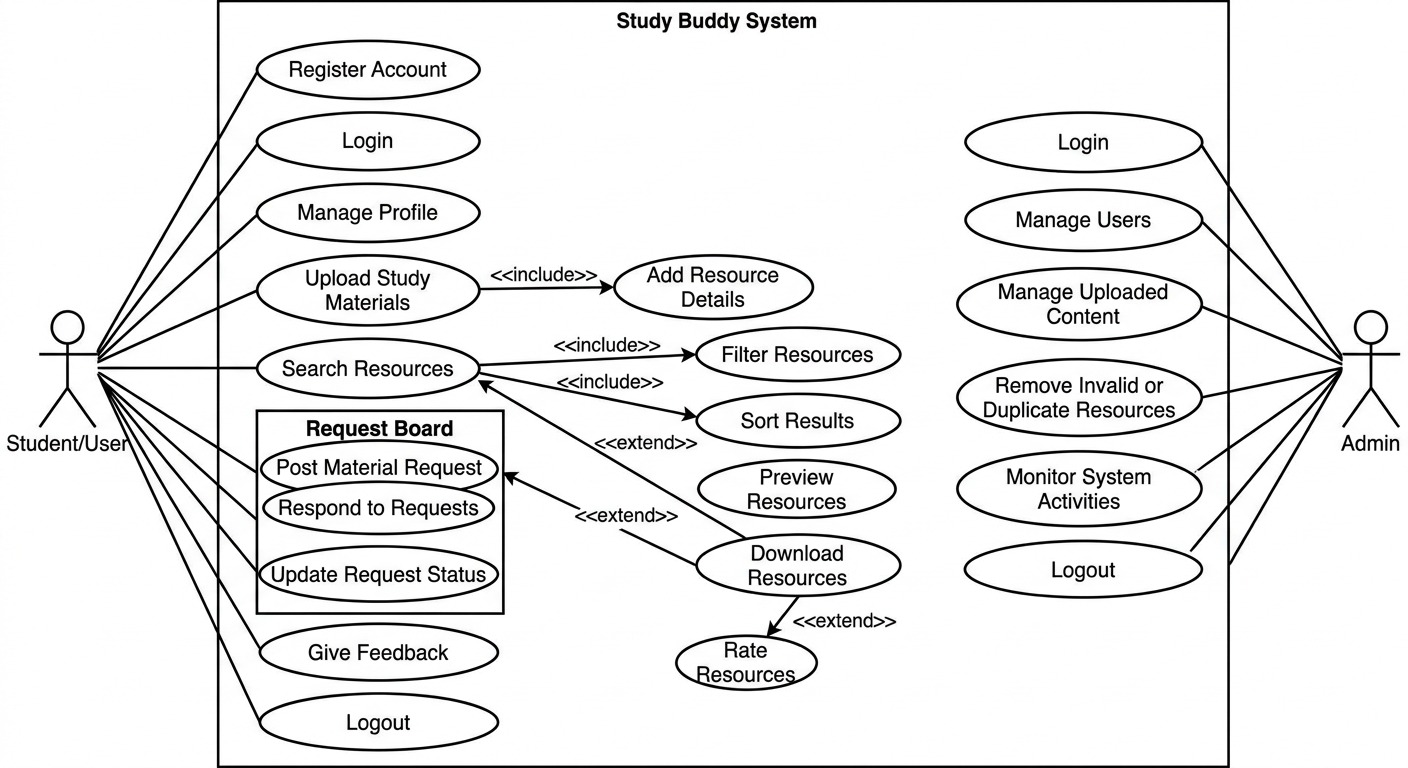 Study Buddy System
Register Account
Login
Manage Profile
Upload Study
Materials
<<include>>
Add Resource
Details
Search Resources
<<include>>
Filter Resources
<<include>>
Sort Results
<<extend>>
Request Board
Post Material Request
Respond to Requests
Update Request Status
<<extend>>
Preview
Resources
Download
Resources
<<extend>>
Rate
Resources
Give Feedback
Logout
Student/User
Login
Manage Users
Manage Uploaded
Content
Remove Invalid or
Duplicate Resources
Monitor System
Activities
Logout
Admin